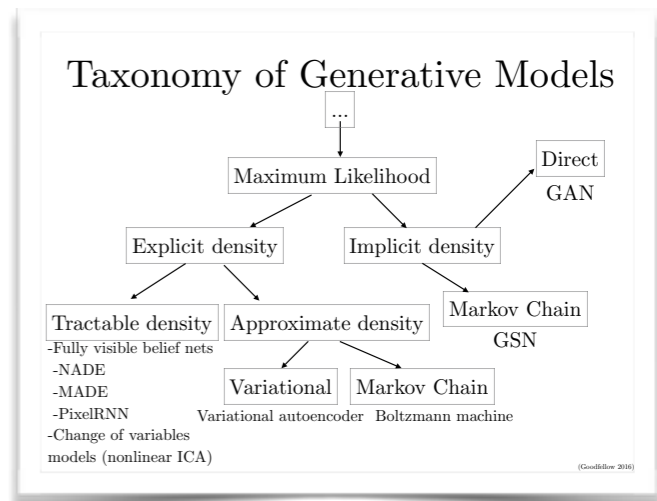 Taxonomy of Generative Models
...
Direct
Maximum Likelihood
GAN
Explicit density
Implicit density
Markov Chain
GSN
Tractable density
Approximate density
-Fully visible belief nets
-NADE
-MADE
-PixelRNN
-Change of variables
models (nonlinear ICA)
Variational
Markov Chain
Variational autoencoder
Boltzmann machine
(Goodfellow 2016)